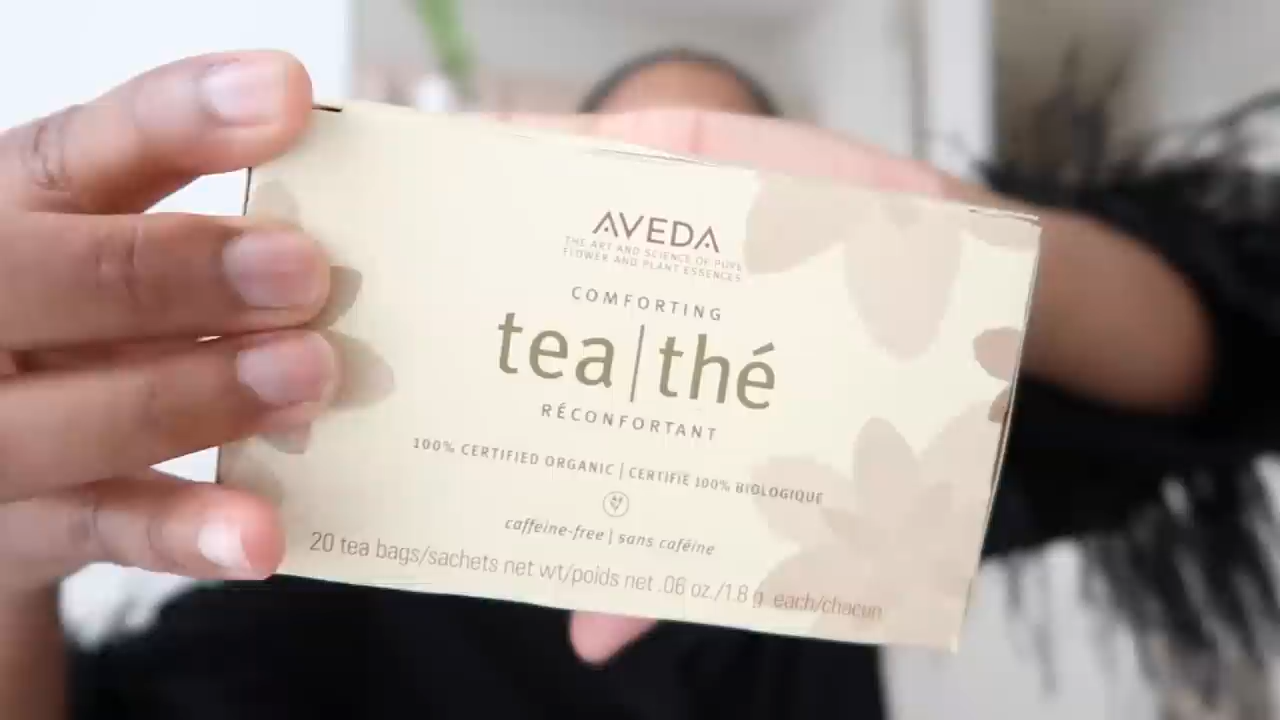 AVEDA
THE ART AND SCIENCE OF PURE
FLOWER AND PLANT ESSENCES
COMFORTING
tea|thé
RÉCONFORTANT
100% CERTIFIED ORGANIC | CERTIFIÉ 100% BIOLOGIQUE
caffeine-free | sans caféine
20 tea bags/sachets net wt/poids net .06 oz./1.8 g each/chacun